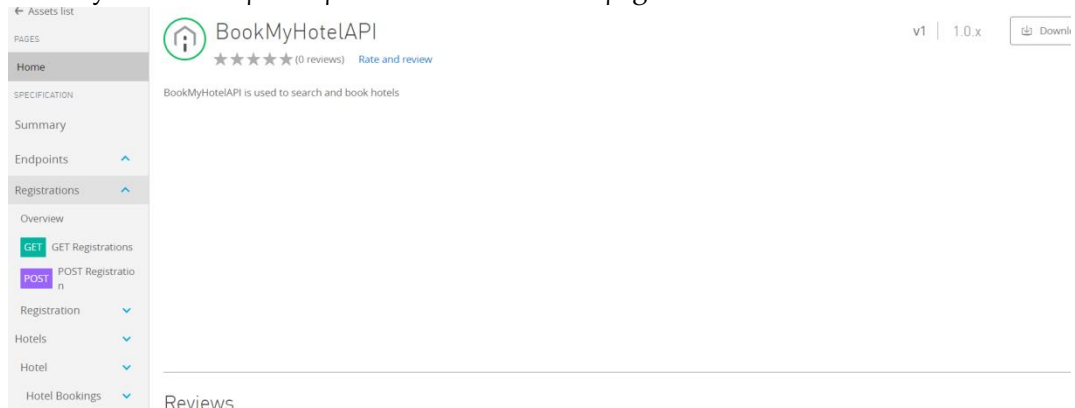 ← Assets list
PAGES
Home
SPECIFICATION
Summary
Endpoints
Registrations
Overview
GET GET Registrations
POST POST Registratio
n
Registration
Hotels
Hotel
Hotel Bookings
BookMyHotelAPI
(0 reviews) Rate and review
v1 1.0.x Downl
BookMyHotelAPI is used to search and book hotels
Reviews